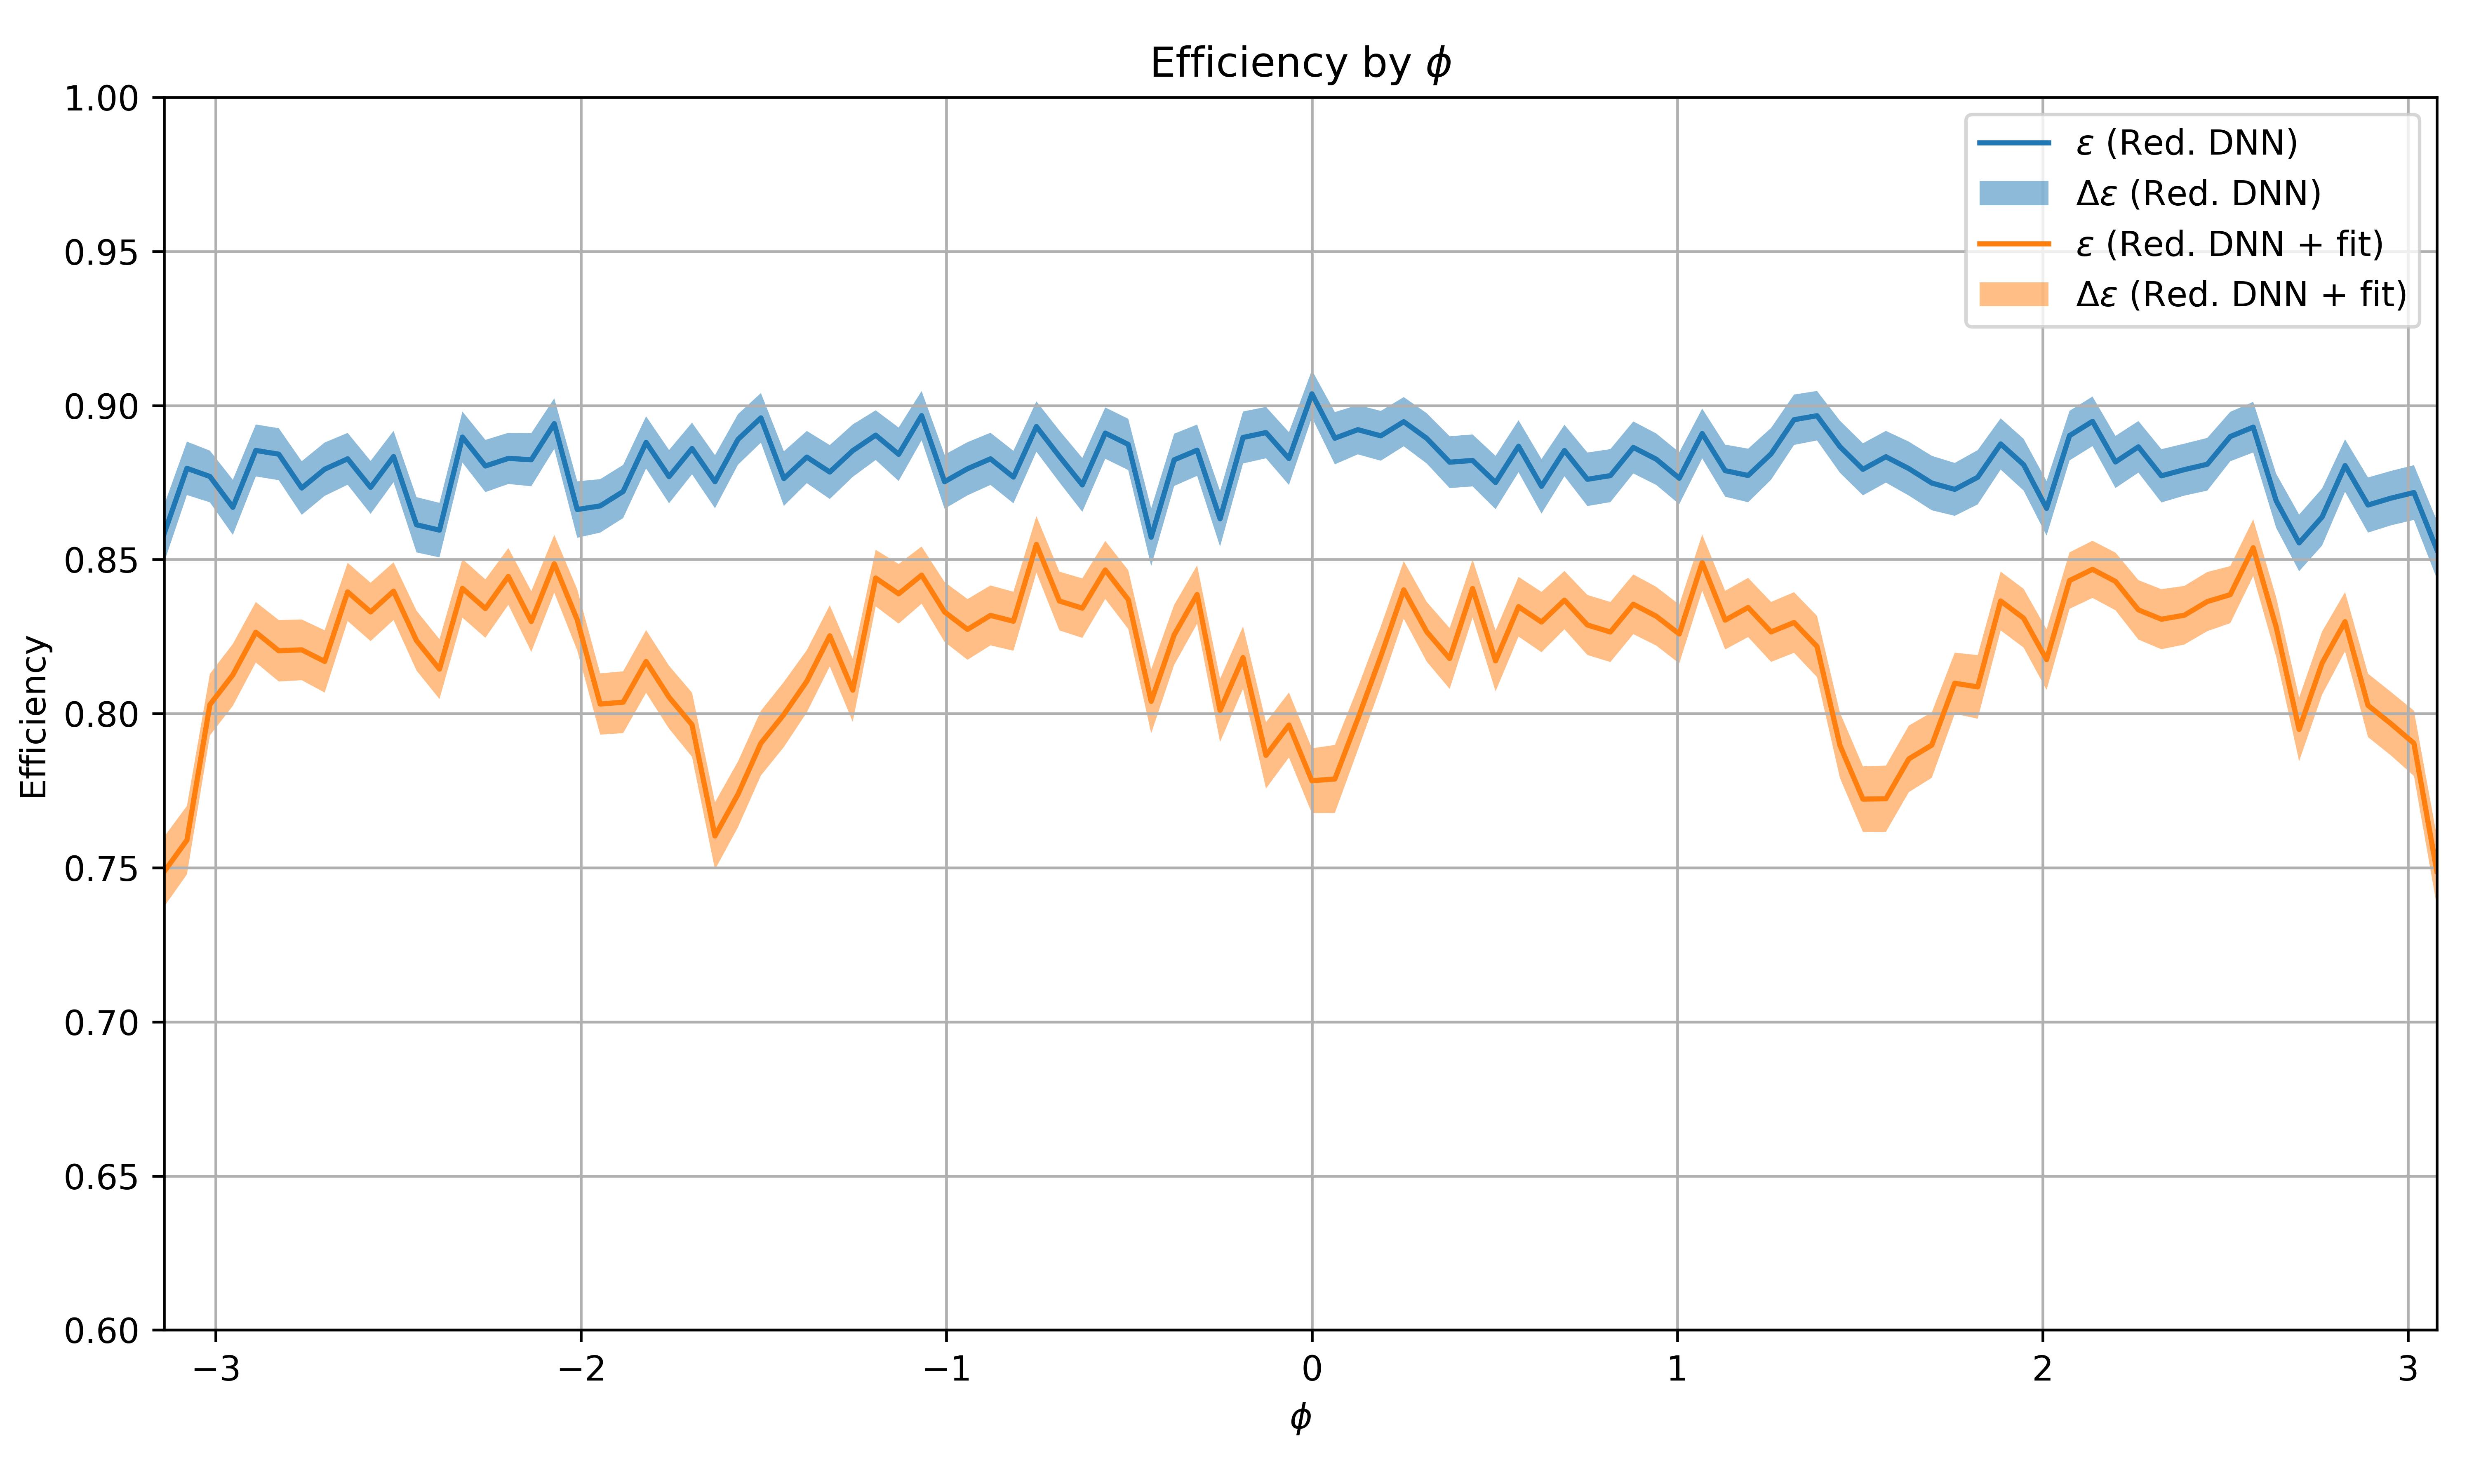 Efficiency by ϕ
1.00
0.95
0.90
0.85
0.80
0.75
0.70
0.65
0.60
Efficiency
ε (Red. DNN)
Δε (Red. DNN)
ε (Red. DNN + fit)
Δε (Red. DNN + fit)
−3 −2 −1 0 1 2 3
ϕ